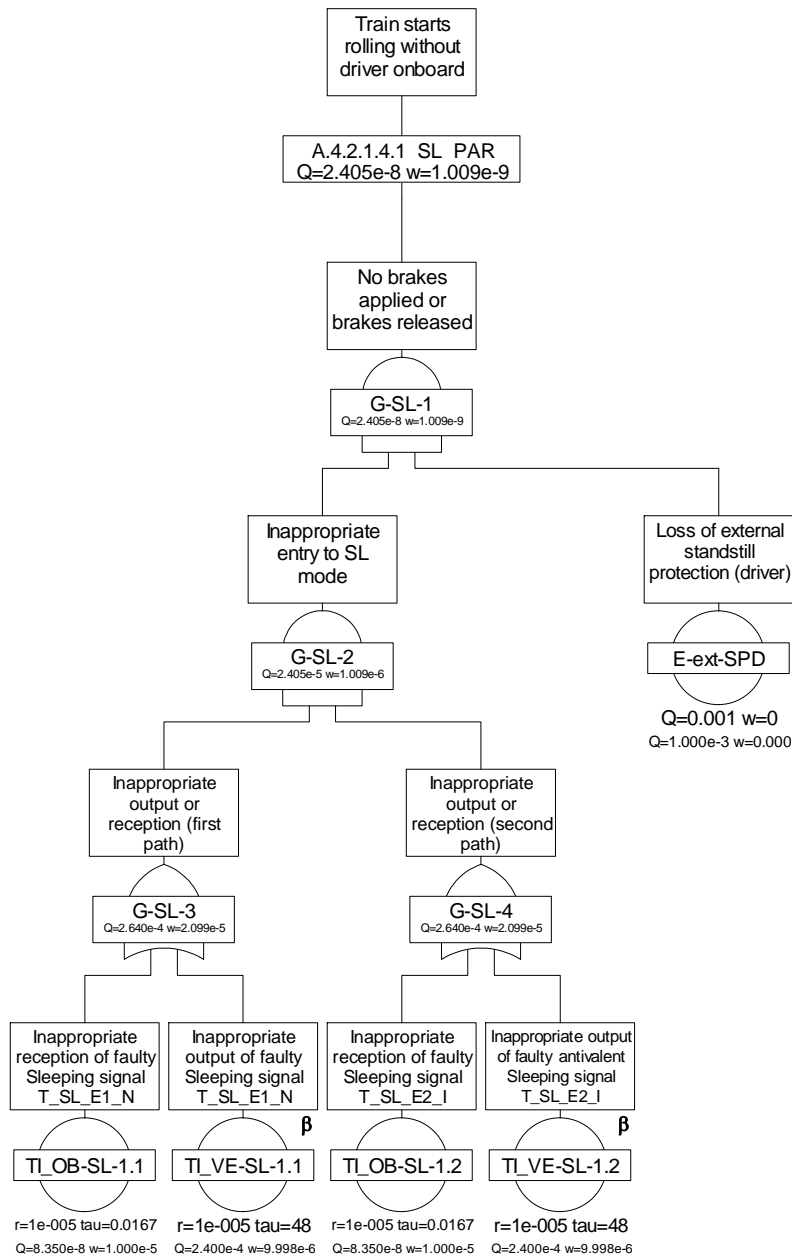 Train starts
rolling without
driver onboard
A.4.2.1.4.1 SL PAR
Q=2.405e-8 w=1.009e-9
No brakes
applied or
brakes released
G-SL-1
Q=2.405e-8 w=1.009e-9
Inappropriate
entry to SL
mode
G-SL-2
Q=2.405e-5 w=1.009e-6
Loss of external
standstill
protection (driver)
E-ext-SPD
Q=0.001 w=0
Q=1.000e-3 w=0.000
Inappropriate
output or
reception (first
path)
G-SL-3
Q=2.640e-4 w=2.099e-5
Inappropriate
output or
reception (second
path)
G-SL-4
Q=2.640e-4 w=2.099e-5
Inappropriate
reception of faulty
Sleeping signal
T_SL_E1_N
TI_OB-SL-1.1
r=1e-005 tau=0.0167
Q=8.350e-8 w=1.000e-5
Inappropriate
output of faulty
Sleeping signal
T_SL_E1_N
β
TI_VE-SL-1.1
r=1e-005 tau=48
Q=2.400e-4 w=9.998e-6
Inappropriate
reception of faulty
Sleeping signal
T_SL_E2_I
TI_OB-SL-1.2
r=1e-005 tau=0.0167
Q=8.350e-8 w=1.000e-5
Inappropriate output
of faulty antivalent
Sleeping signal
T_SL_E2_I
β
TI_VE-SL-1.2
r=1e-005 tau=48
Q=2.400e-4 w=9.998e-6